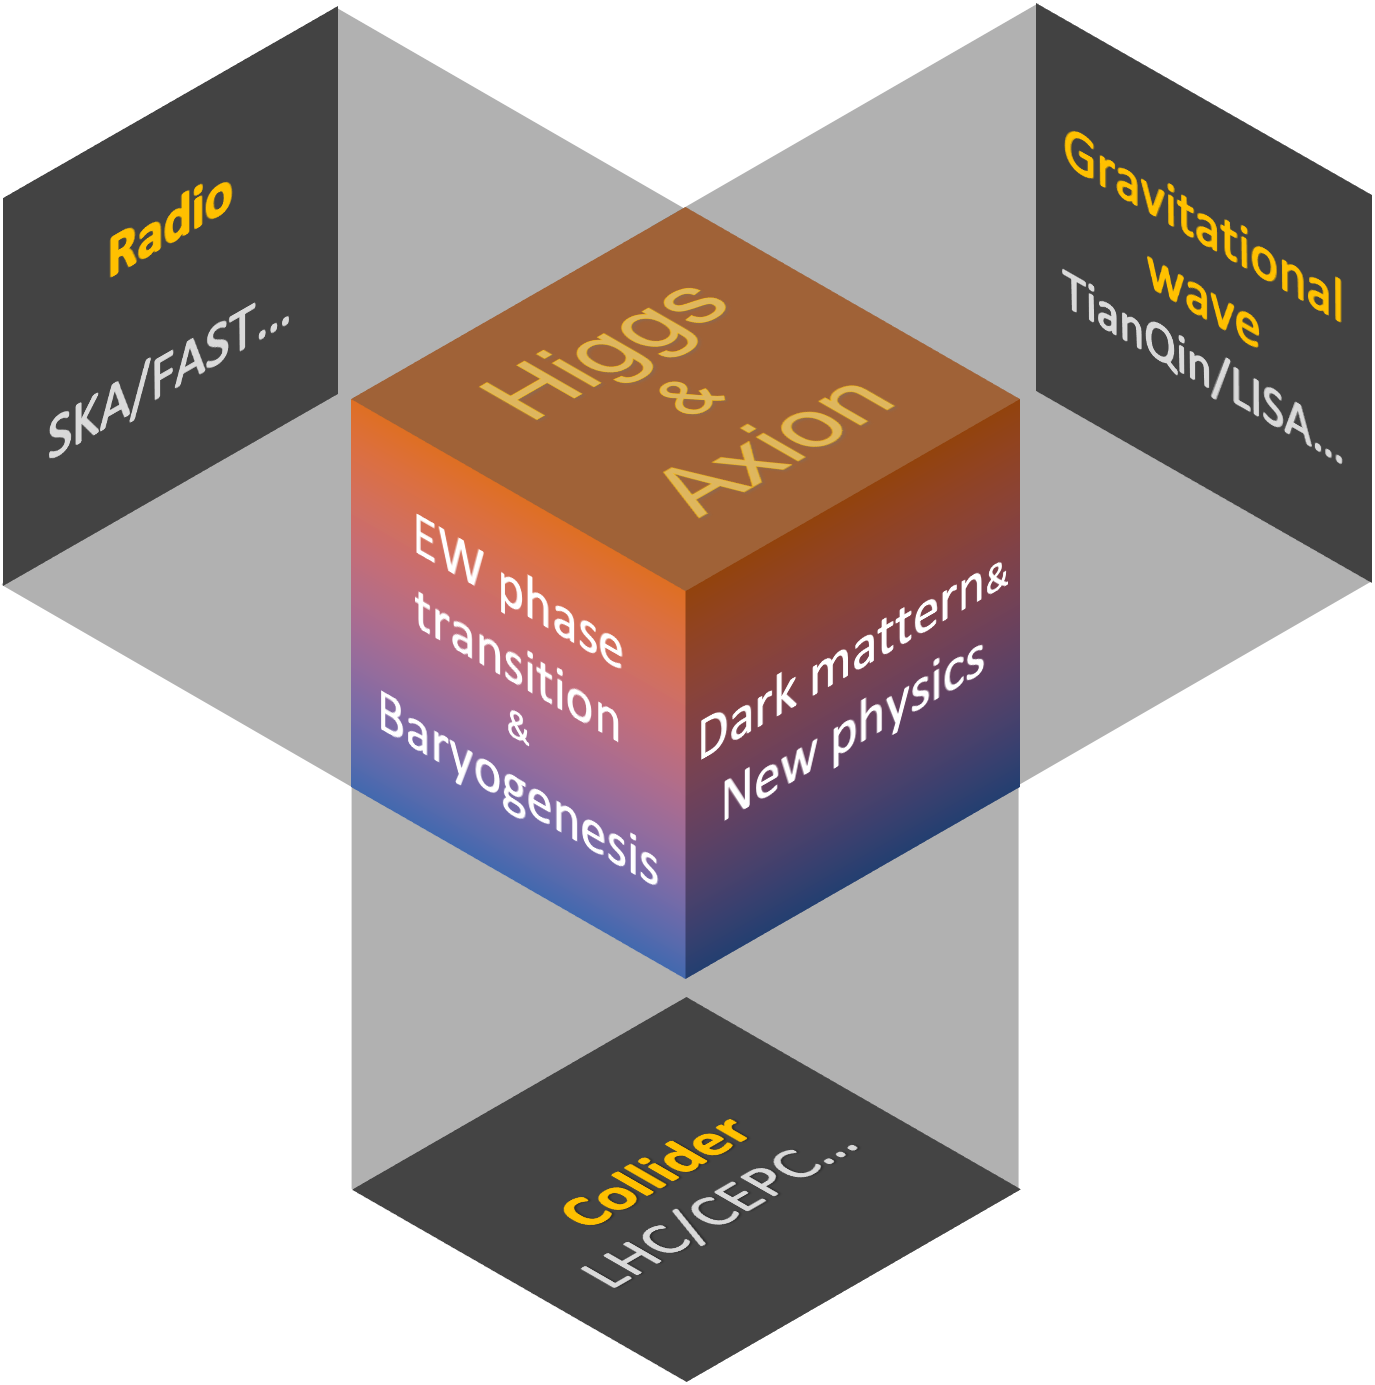 Radio
SKA/FAST...
Gravitational
wave
TianQin/LISA...
Higgs
&
Axion
EW phase
transition
&
Baryogenesis
Dark mattern&
New physics
Collider
LHC/CEPC...